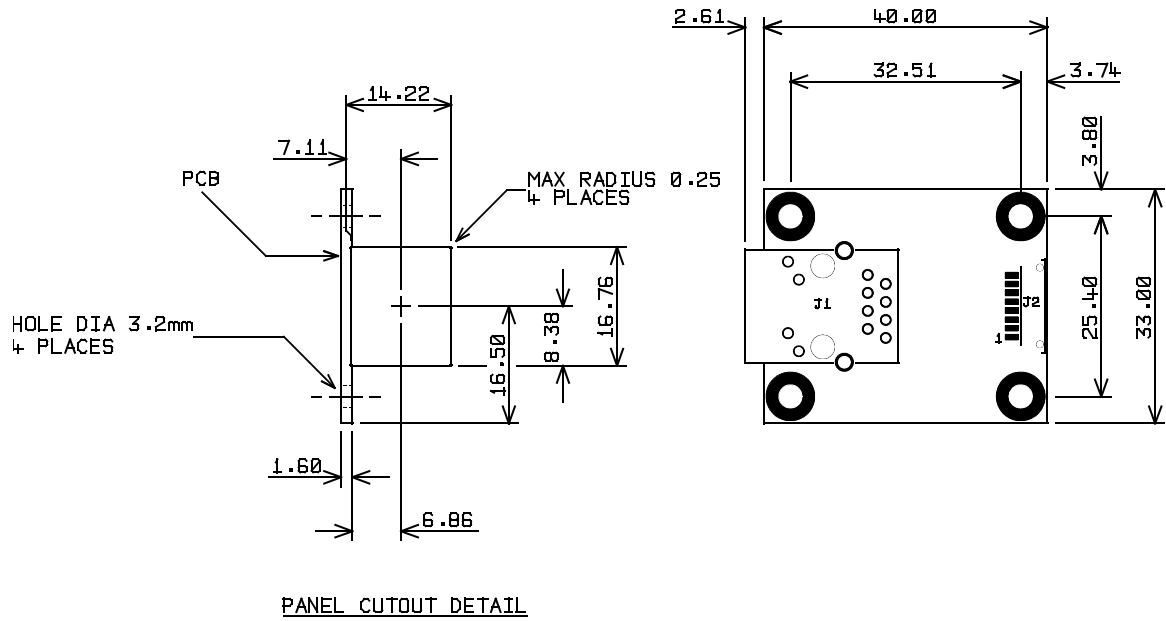 2.61
40.00
32.51
3.74
14.22
7.11
3.80
PCB
MAX RADIUS 0.25
4 PLACES
HOLE DIA 3.2mm
4 PLACES
16.76
8.38
16.50
J1
J2
1
25.40
33.00
1.60
6.86
PANEL CUTOUT DETAIL